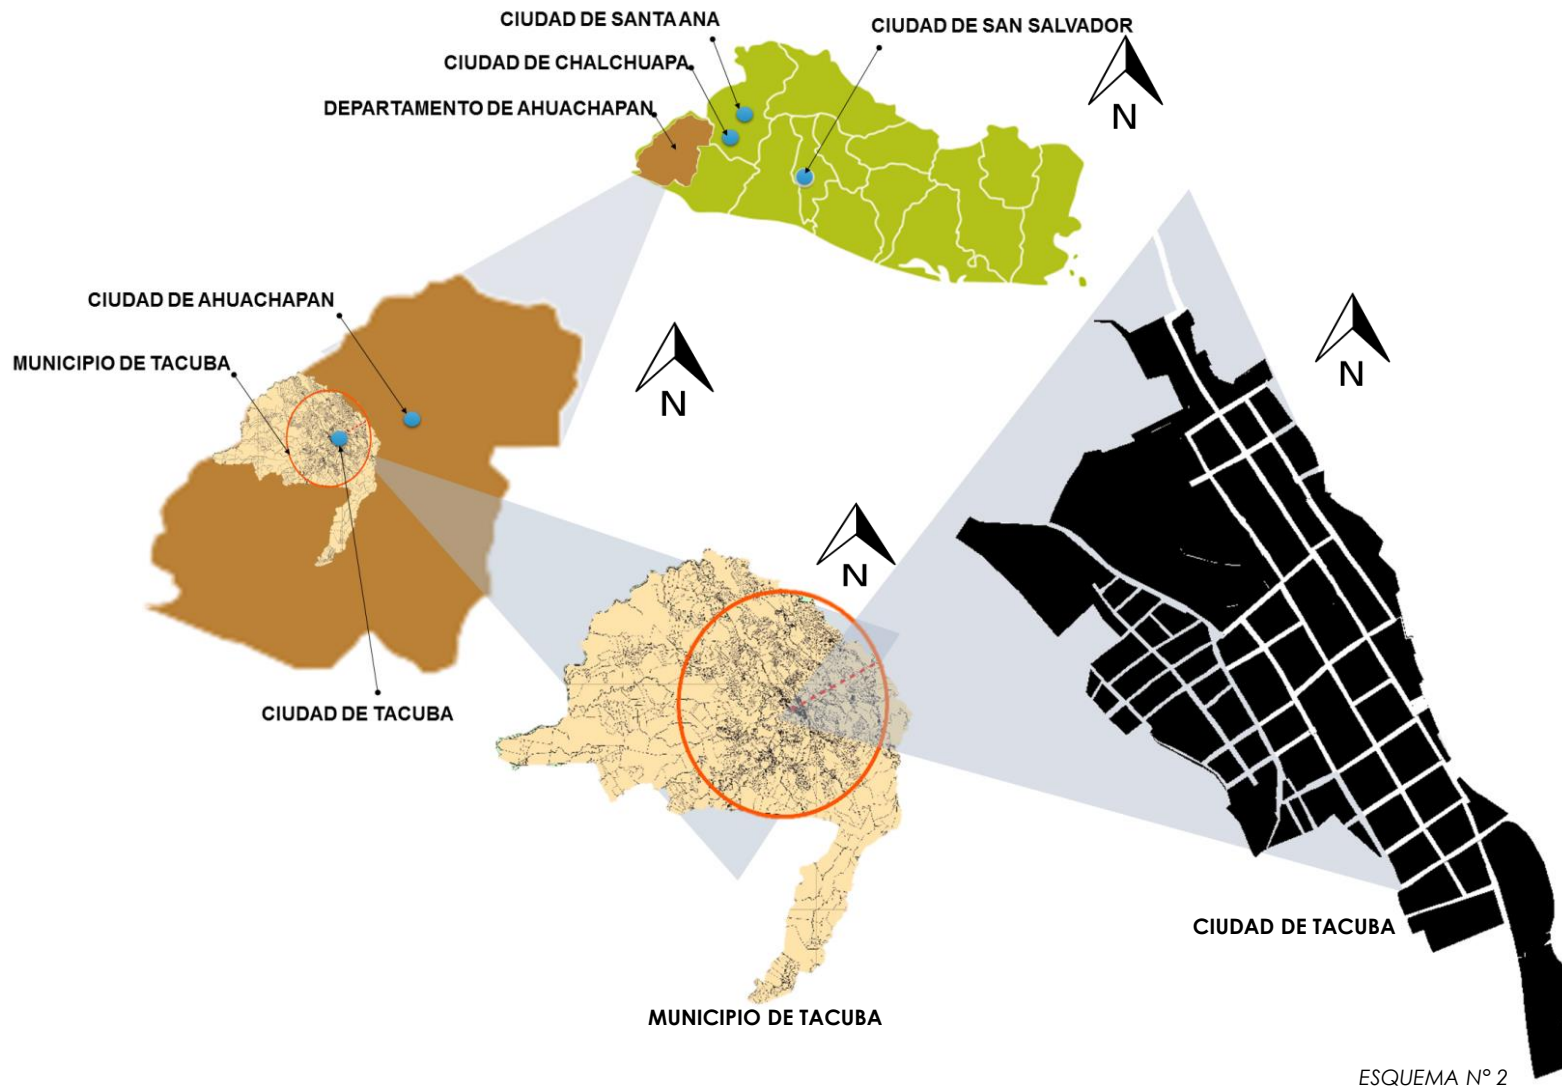 CIUDAD DE SANTA ANA
CIUDAD DE SAN SALVADOR
CIUDAD DE CHALCHUAPA
DEPARTAMENTO DE AHUACHAPAN
N
CIUDAD DE AHUACHAPAN
MUNICIPIO DE TACUBA
N
N
N
CIUDAD DE TACUBA
CIUDAD DE TACUBA
MUNICIPIO DE TACUBA
ESQUEMA N° 2